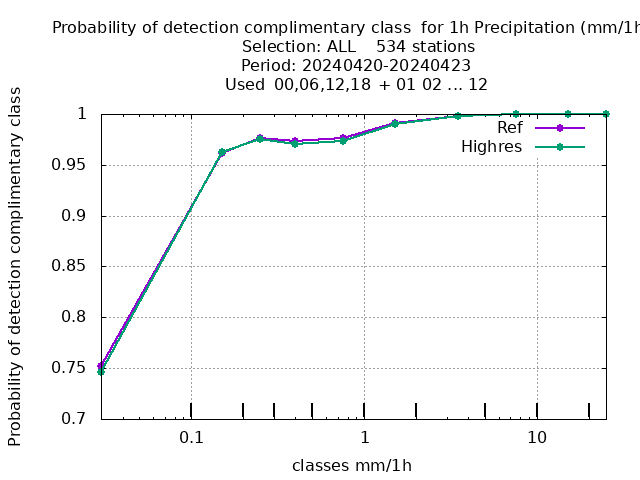 Probability of detection complimentary class  for 1h Precipitation (mm/1h
Selection: ALL    534 stations
Period: 20240420-20240423
Used  00,06,12,18  + 01 02 ... 12
Probability of detection complimentary class
1
0.95
0.9
0.85
0.8
0.75
0.7
Ref
Highres
0.1
1
10
classes mm/1h